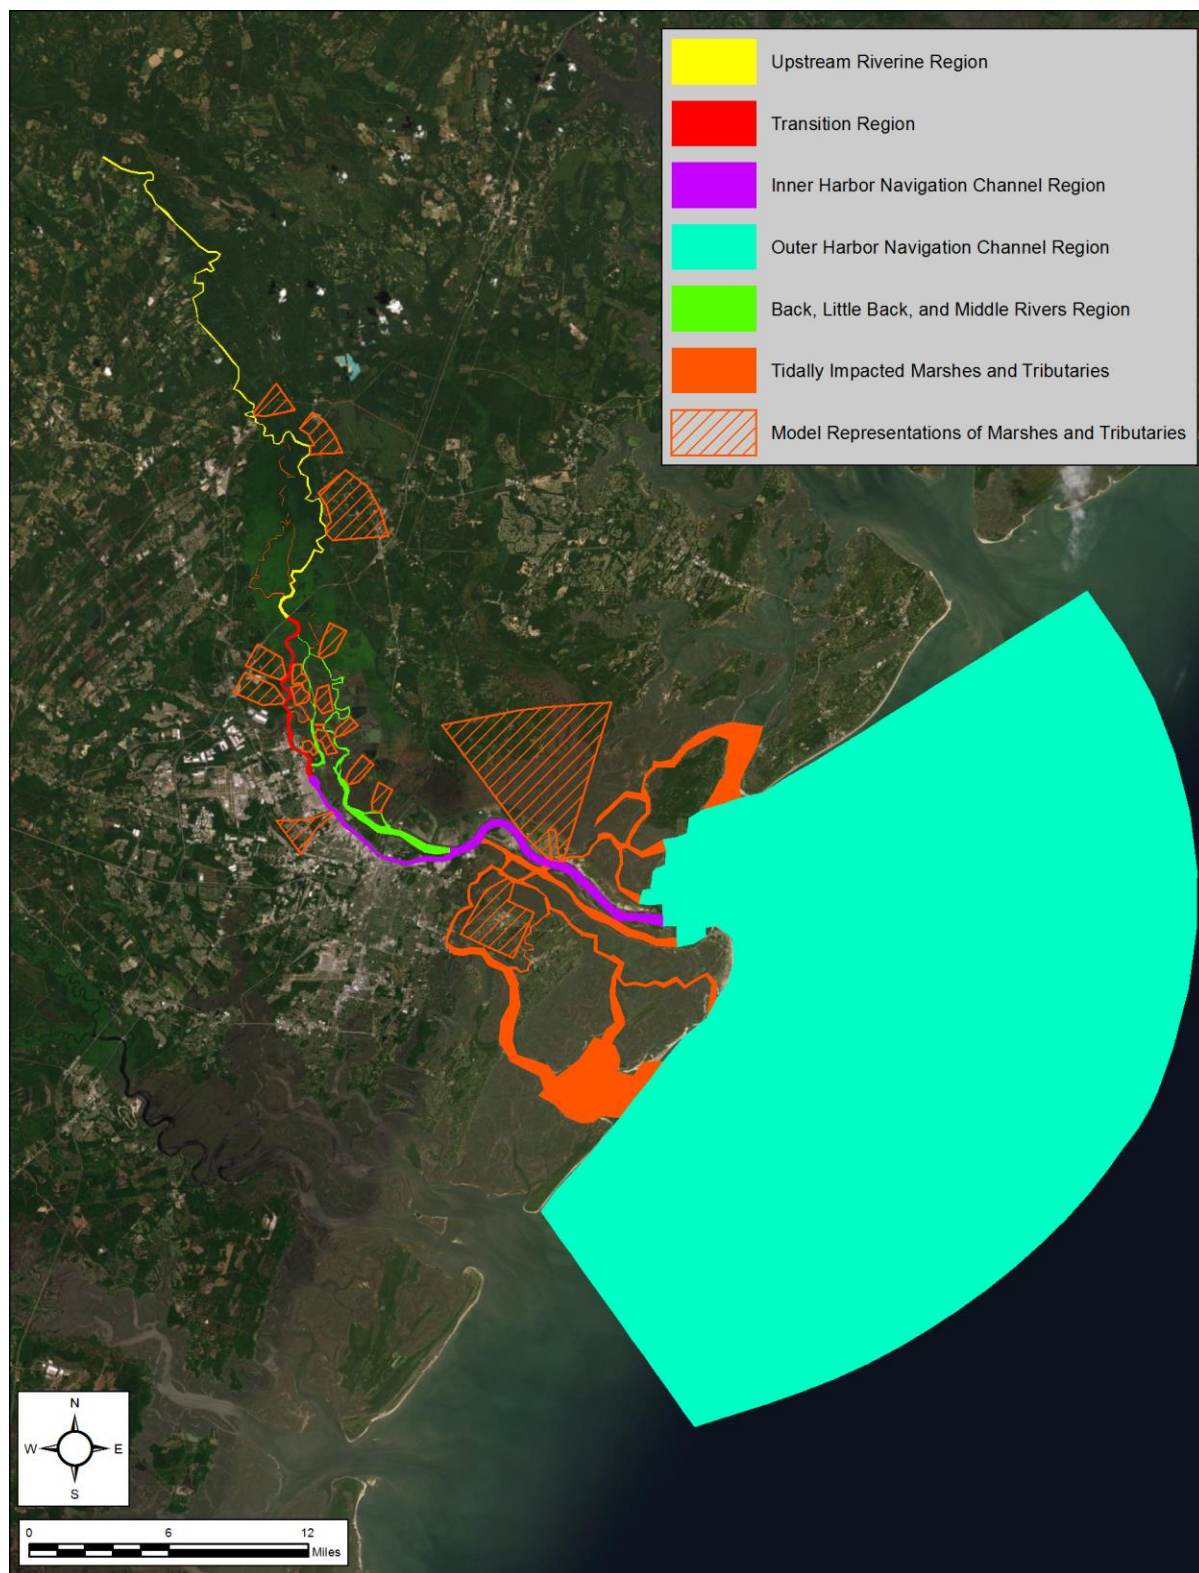 Upstream Riverine Region
Transition Region
Inner Harbor Navigation Channel Region
Outer Harbor Navigation Channel Region
Back, Little Back, and Middle Rivers Region
Tidally Impacted Marshes and Tributaries
Model Representations of Marshes and Tributaries
N
W E
S
0 6 12
Miles